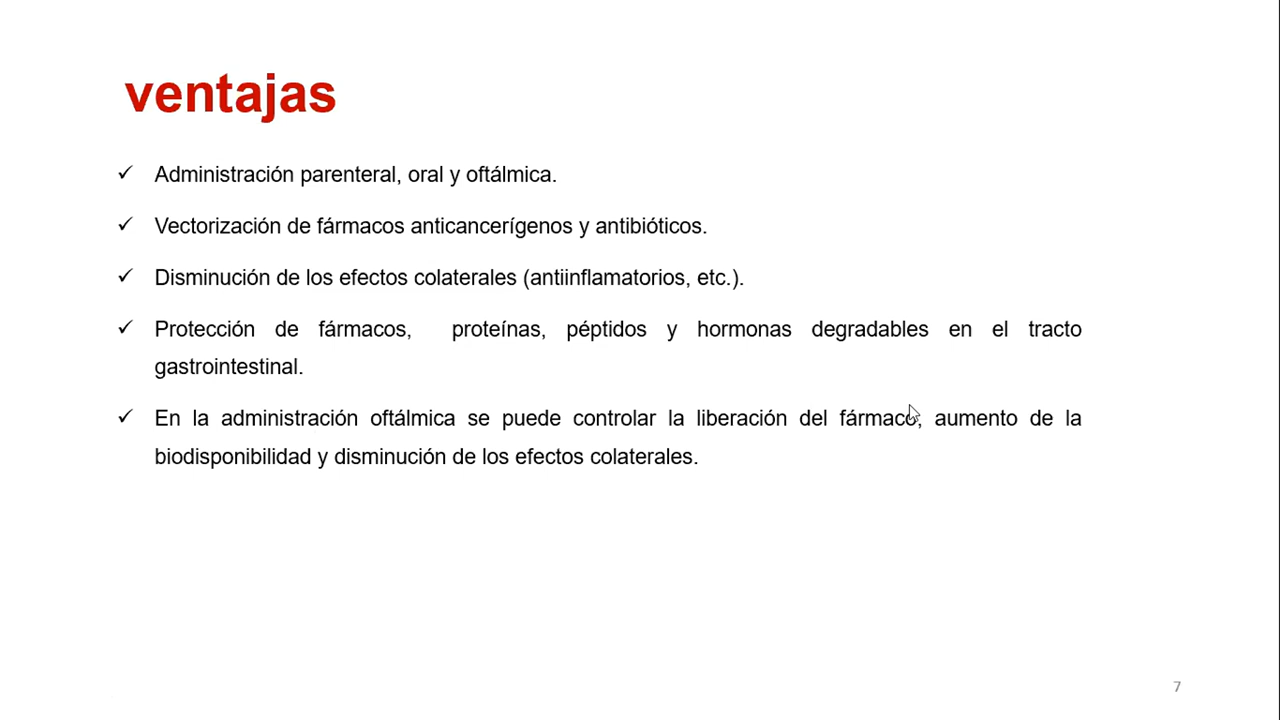 ventajas
✓ Administración parenteral, oral y oftálmica.
✓ Vectorización de fármacos anticancerígenos y antibióticos.
✓ Disminución de los efectos colaterales (antiinflamatorios, etc.).
✓ Protección de fármacos, proteínas, péptidos y hormonas degradables en el tracto
gastrointestinal.
✓ En la administración oftálmica se puede controlar la liberación del fármaco, aumento de la
biodisponibilidad y disminución de los efectos colaterales.
7